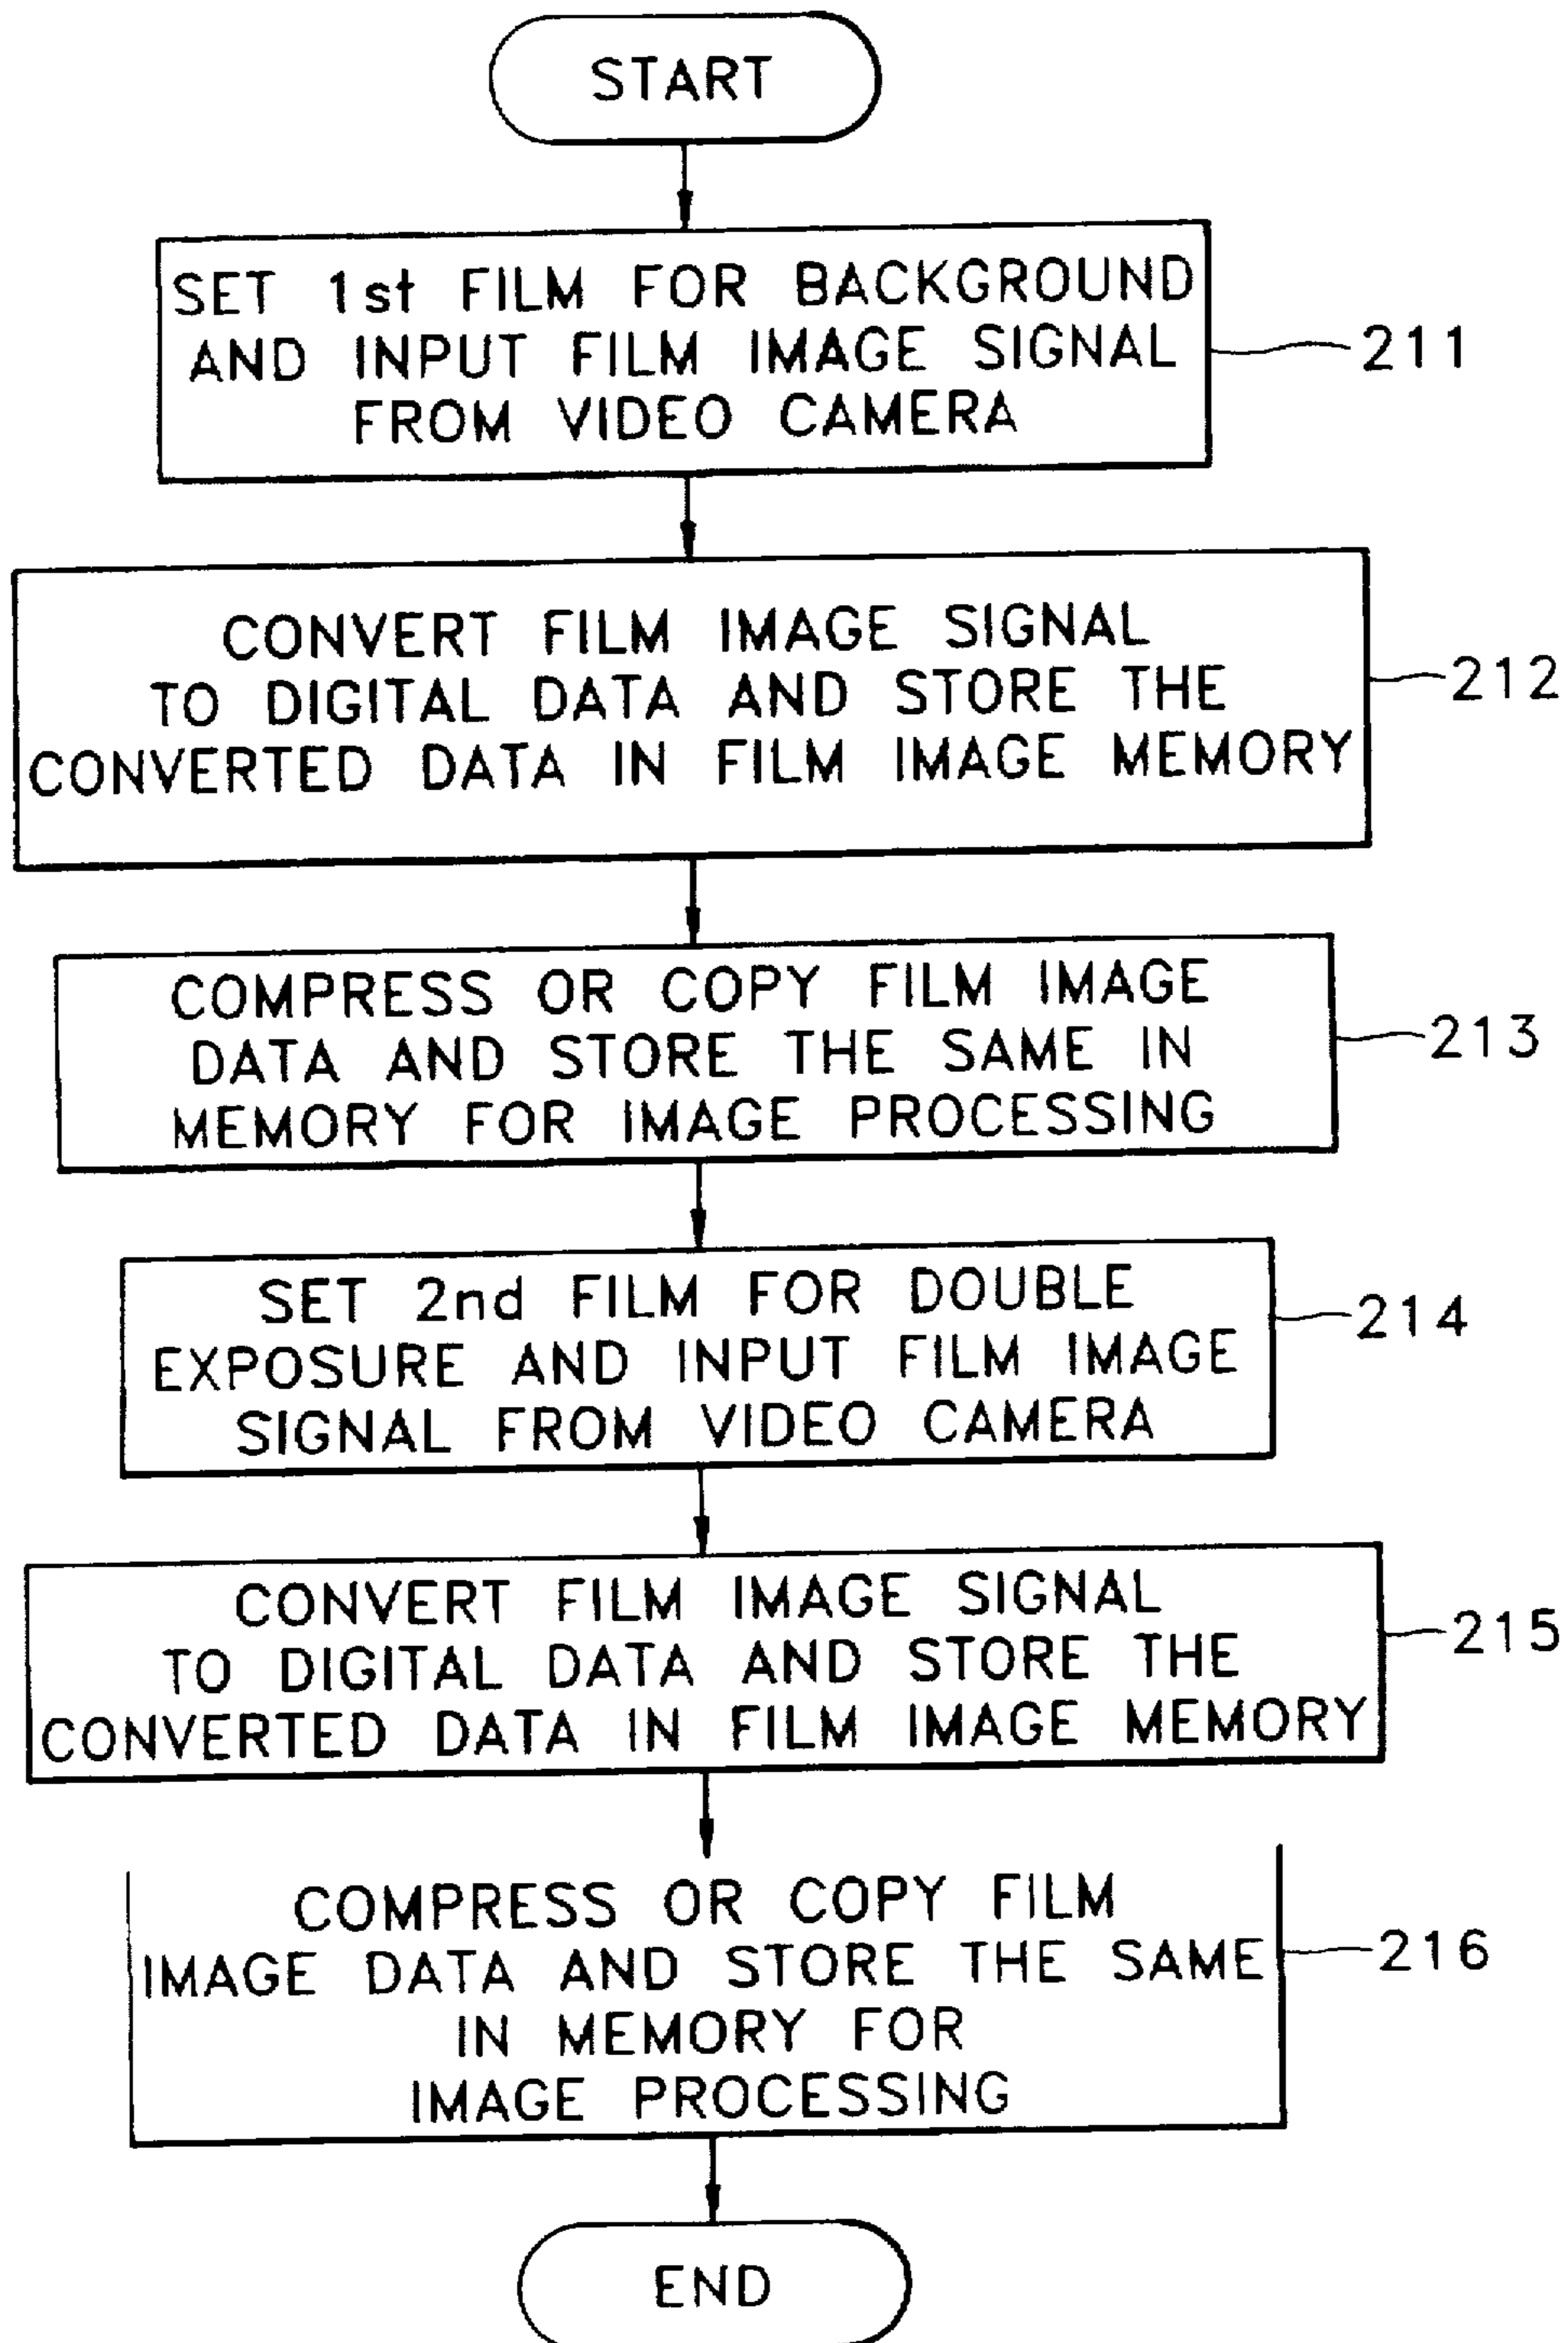 START
SET 1st FILM FOR BACKGROUND
AND INPUT FILM IMAGE SIGNAL
FROM VIDEO CAMERA
211
CONVERT FILM IMAGE SIGNAL
TO DIGITAL DATA AND STORE THE
CONVERTED DATA IN FILM IMAGE MEMORY
212
COMPRESS OR COPY FILM IMAGE
DATA AND STORE THE SAME IN
MEMORY FOR IMAGE PROCESSING
213
SET 2nd FILM FOR DOUBLE
EXPOSURE AND INPUT FILM IMAGE
SIGNAL FROM VIDEO CAMERA
214
CONVERT FILM IMAGE SIGNAL
TO DIGITAL DATA AND STORE THE
CONVERTED DATA IN FILM IMAGE MEMORY
215
COMPRESS OR COPY FILM
IMAGE DATA AND STORE THE SAME
IN MEMORY FOR
IMAGE PROCESSING
216
END